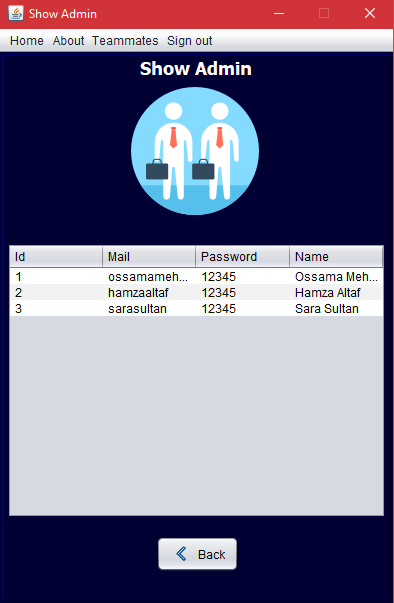 Show Admin
Home About Teammates Sign out
Show Admin
Id Mail Password Name
1 ossamameh... 12345 Ossama Meh...
2 hamzaaltaf 12345 Hamza Altaf
3 sarasultan 12345 Sara Sultan
Back